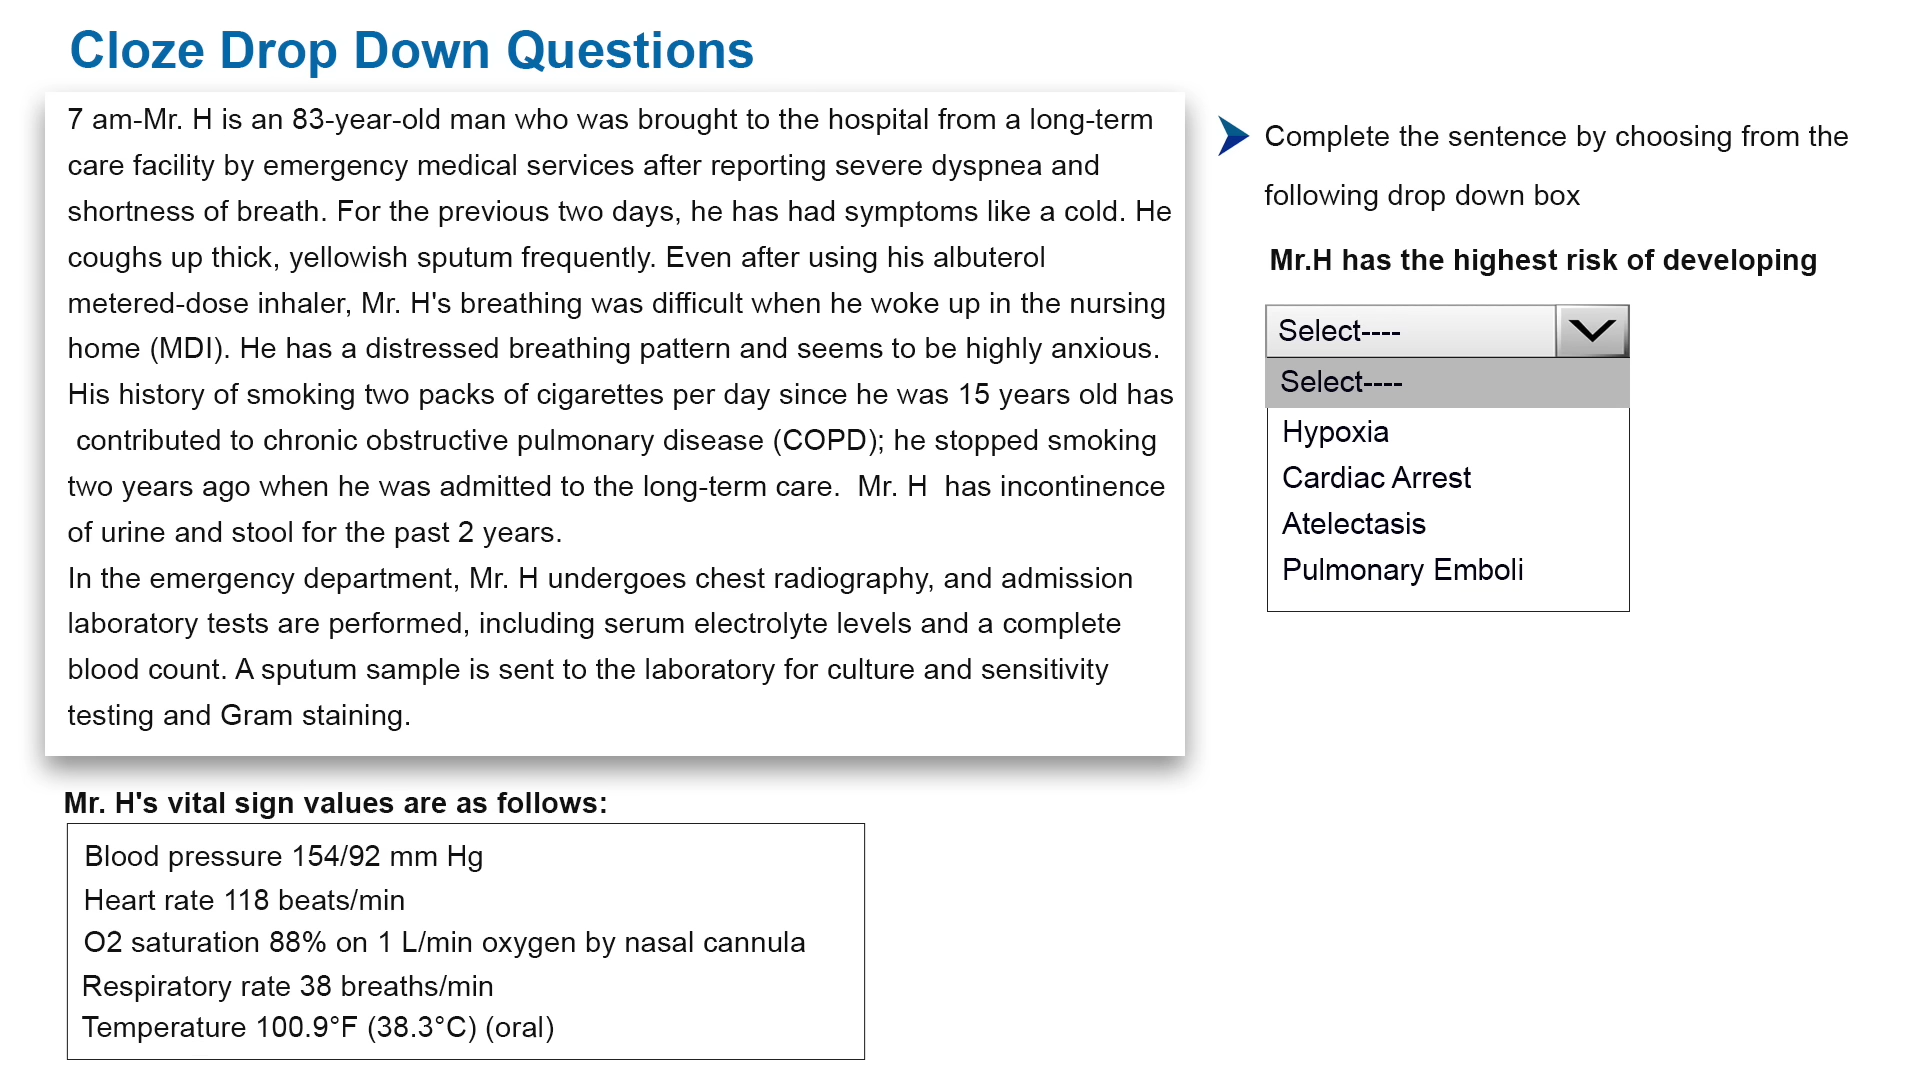 Cloze Drop Down Questions
7 am-Mr. H is an 83-year-old man who was brought to the hospital from a long-term
care facility by emergency medical services after reporting severe dyspnea and
shortness of breath. For the previous two days, he has had symptoms like a cold. He
coughs up thick, yellowish sputum frequently. Even after using his albuterol
metered-dose inhaler, Mr. H's breathing was difficult when he woke up in the nursing
home (MDI). He has a distressed breathing pattern and seems to be highly anxious.
His history of smoking two packs of cigarettes per day since he was 15 years old has
contributed to chronic obstructive pulmonary disease (COPD); he stopped smoking
two years ago when he was admitted to the long-term care. Mr. H has incontinence
of urine and stool for the past 2 years.
In the emergency department, Mr. H undergoes chest radiography, and admission
laboratory tests are performed, including serum electrolyte levels and a complete
blood count. A sputum sample is sent to the laboratory for culture and sensitivity
testing and Gram staining.
Mr. H's vital sign values are as follows:
Blood pressure 154/92 mm Hg
Heart rate 118 beats/min
O2 saturation 88% on 1 L/min oxygen by nasal cannula
Respiratory rate 38 breaths/min
Temperature 100.9°F (38.3°C) (oral)
Complete the sentence by choosing from the
following drop down box
Mr.H has the highest risk of developing
Select----
Select----
Hypoxia
Cardiac Arrest
Atelectasis
Pulmonary Emboli